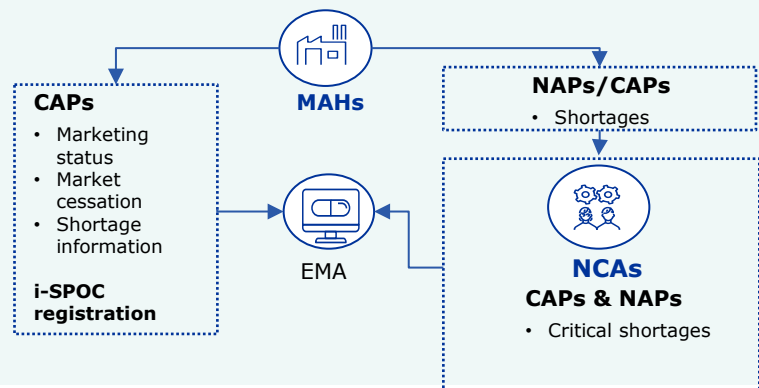 MAHs
CAPs
• Marketing
status
• Market
cessation
• Shortage
information
i-SPOC
registration
EMA
NAPs/CAPs
• Shortages
NCAs
CAPs & NAPs
• Critical shortages